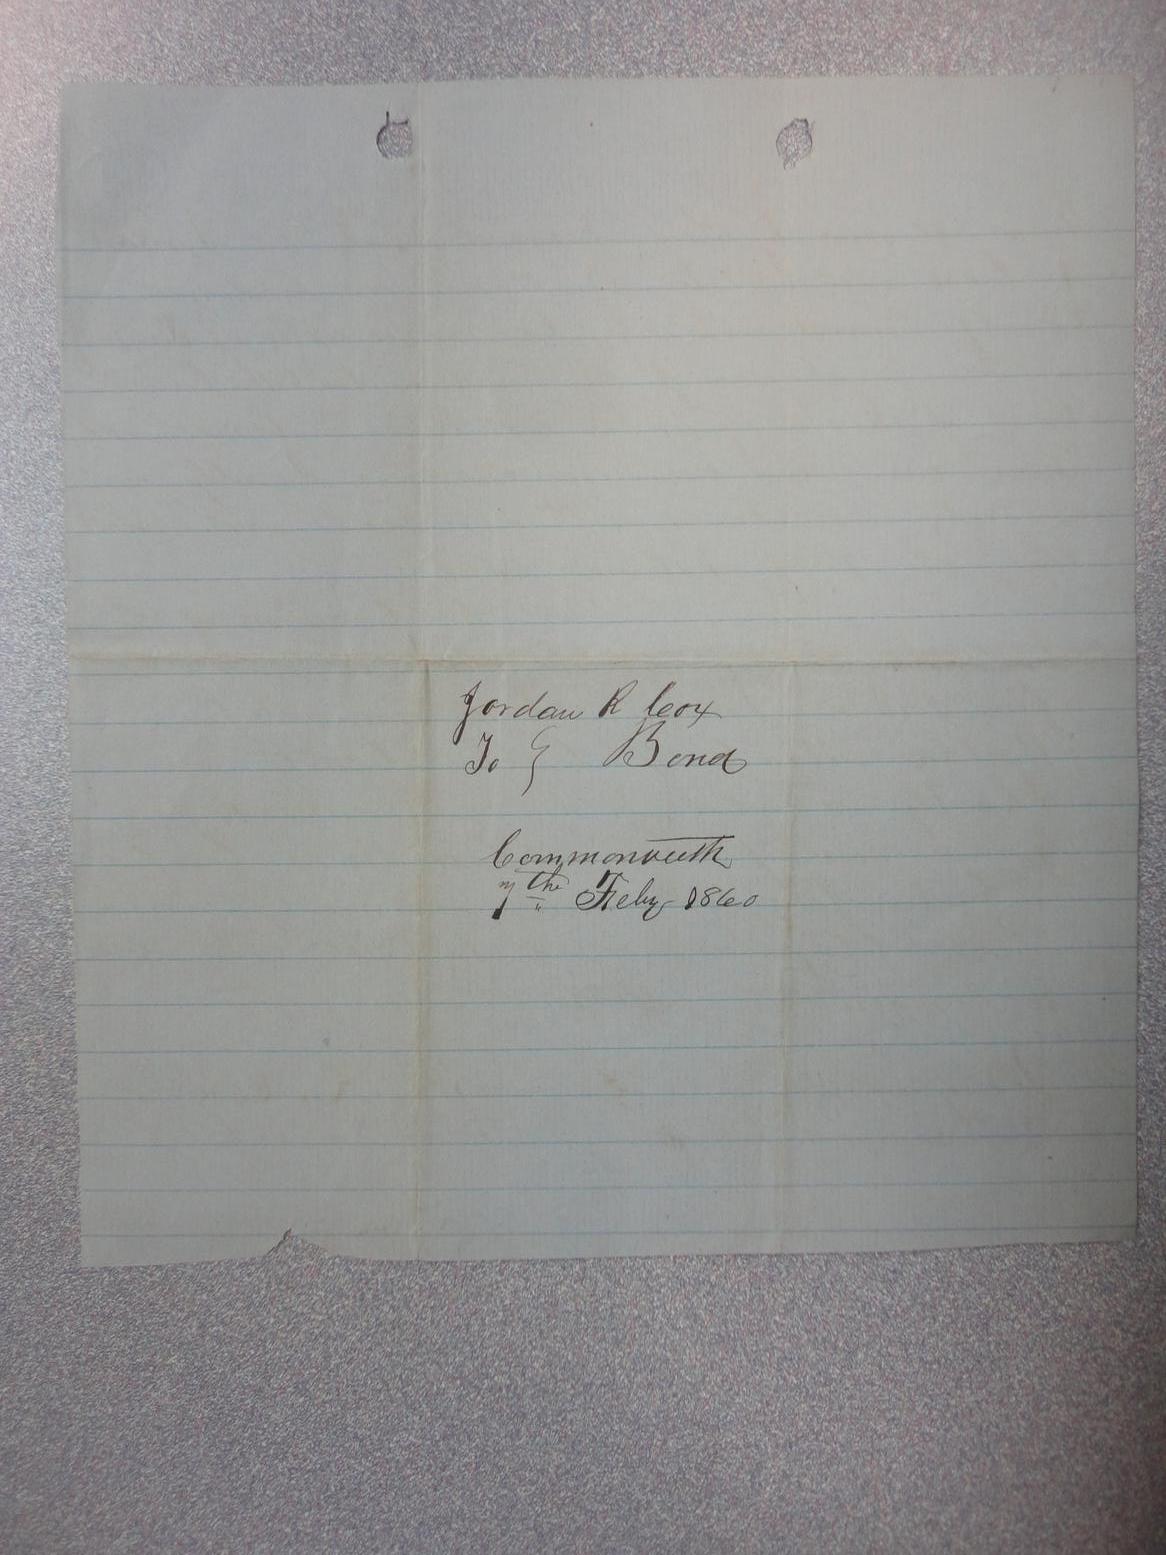 Jordan R Cox
To } Bond
Commonwealth
7th Feby 1860